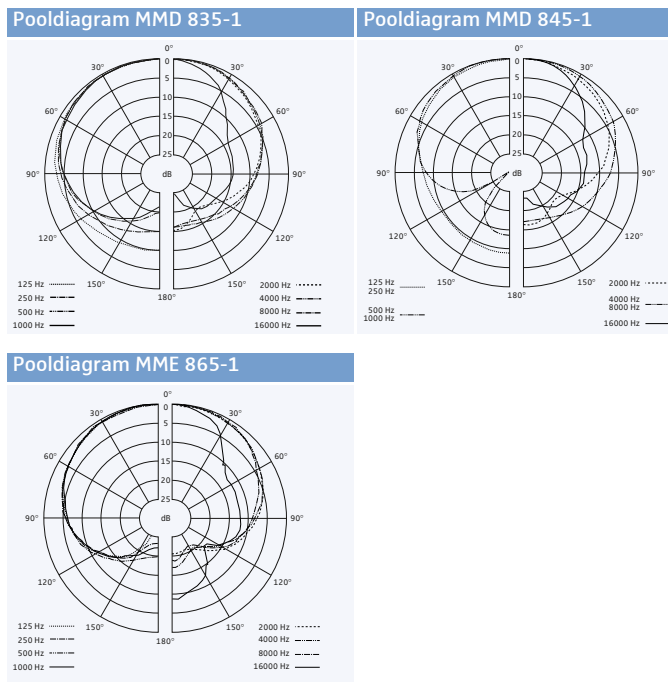 Pooldiagram MMD 835-1
0°
30°
30°
60°
60°
90°
90°
120°
120°
150°
150°
180°
0
5
10
15
20
25
dB
125 Hz
250 Hz
500 Hz
1000 Hz
2000 Hz
4000 Hz
8000 Hz
16000 Hz
Pooldiagram MMD 845-1
0°
30°
30°
60°
60°
90°
90°
120°
120°
150°
150°
180°
0
5
10
15
20
25
dB
125 Hz
250 Hz
500 Hz
1000 Hz
2000 Hz
4000 Hz
8000 Hz
16000 Hz
Pooldiagram MME 865-1
0°
30°
30°
60°
60°
90°
90°
120°
120°
150°
150°
180°
0
5
10
15
20
25
dB
125 Hz
250 Hz
500 Hz
1000 Hz
2000 Hz
4000 Hz
8000 Hz
16000 Hz